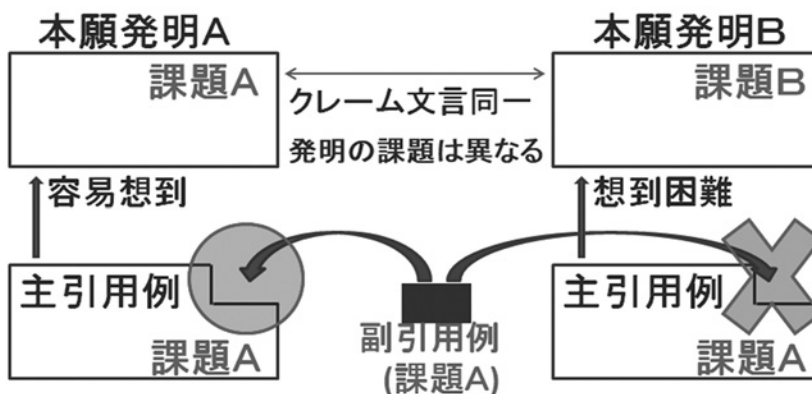 本願発明A
本願発明B
課題A
課題B
クレーム文言同一
発明の課題は異なる
容易想到
想到困難
主引用例
課題A
副引用例
(課題A)
主引用例
課題A